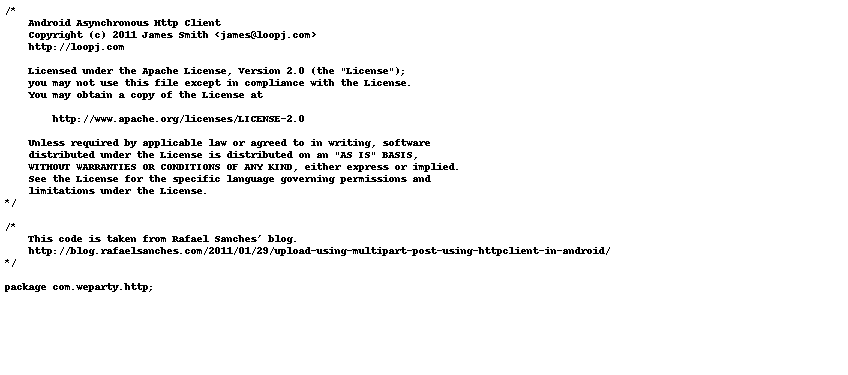 /*
    Android Asynchronous Http Client
    Copyright (c) 2011 James Smith <james@loopj.com>
    http://loopj.com
    Licensed under the Apache License, Version 2.0 (the "License");
    you may not use this file except in compliance with the License.
    You may obtain a copy of the License at
        http://www.apache.org/licenses/LICENSE-2.0
    Unless required by applicable law or agreed to in writing, software
    distributed under the License is distributed on an "AS IS" BASIS,
    WITHOUT WARRANTIES OR CONDITIONS OF ANY KIND, either express or implied.
    See the License for the specific language governing permissions and
    limitations under the License.
*/
/*
    This code is taken from Rafael Sanches' blog.
    http://blog.rafaelsanches.com/2011/01/29/upload-using-multipart-post-using-httpclient-in-android/
*/
package com.weparty.http;